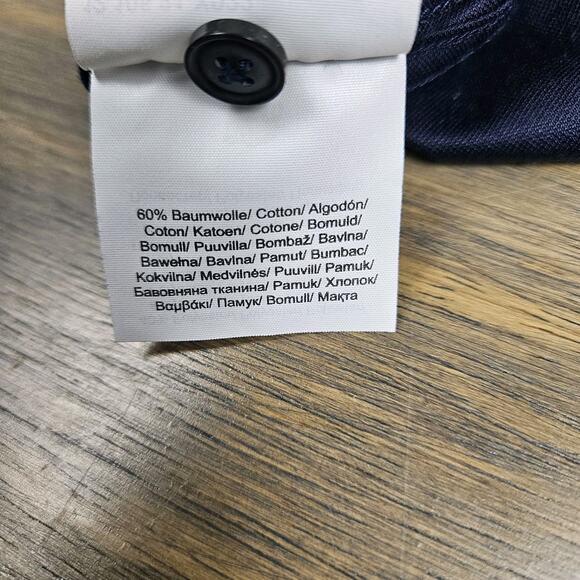 60% Baumwolle/ Cotton/ Algodón/
Coton/ Katoen/ Cotone/ Bomuld/
Bomull/ Puuvilla/ Bombaž/ Bavlna/
Bawełna/ Bavlna/ Pamut/ Bumbac/
Kokvilna/ Medvilnės/ Puuvill/ Pamuk/
Бавовняна тканина/ Pamuk/ Хлопок/
Βαμβάκι/ Памук/ Bomull/ Мақта